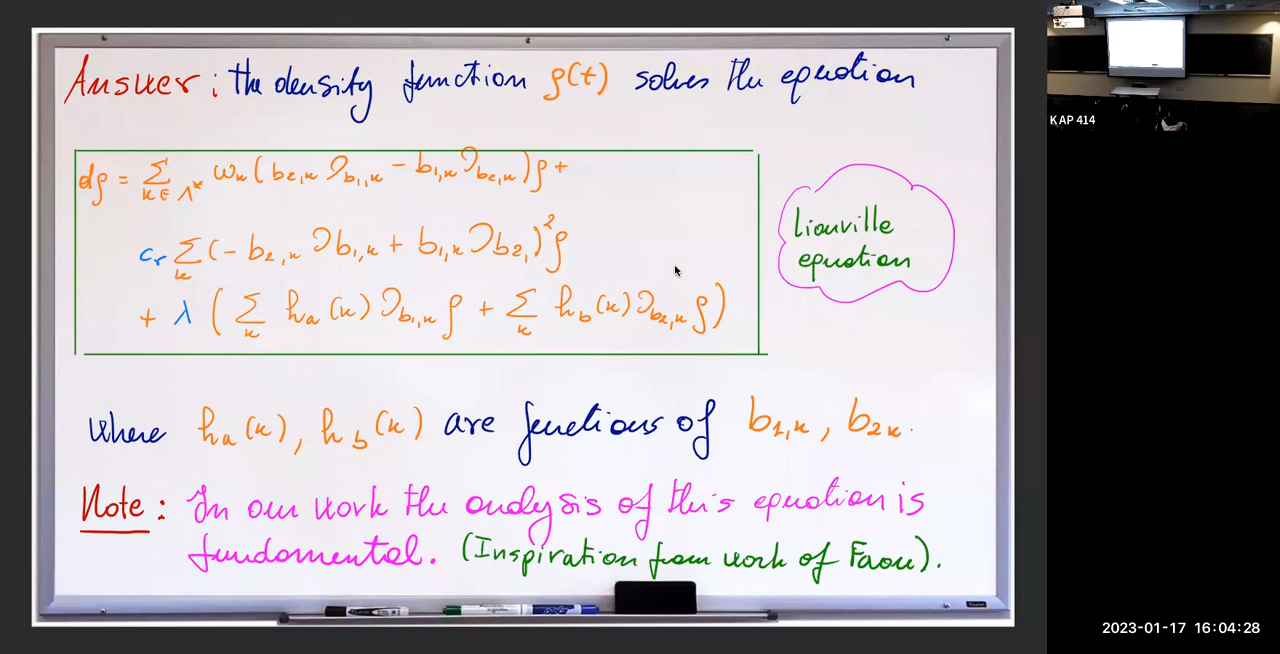 Answer: the density function ρ(t) solves the equation
dρ = Σ_{k∈Λ*} ω_k (b_{2,k} ∂_{b_{1,k}} − b_{1,k} ∂_{b_{2,k}})ρ +
c_r Σ_k (−b_{2,k} ∂b_{1,k} + b_{1,k} ∂b_{2,})² ρ
+ λ ( Σ_k h_a(k) ∂_{b_{1,k}} ρ + Σ_k h_b(k) ∂_{b_{2,k}} ρ )
Liouville
equation
where h_a(k), h_b(k) are functions of b_{1,k}, b_{2k}.
Note: In our work the analysis of this equation is
fundamental. (Inspiration from work of Faou).
KAP 414
2023-01-17 16:04:28